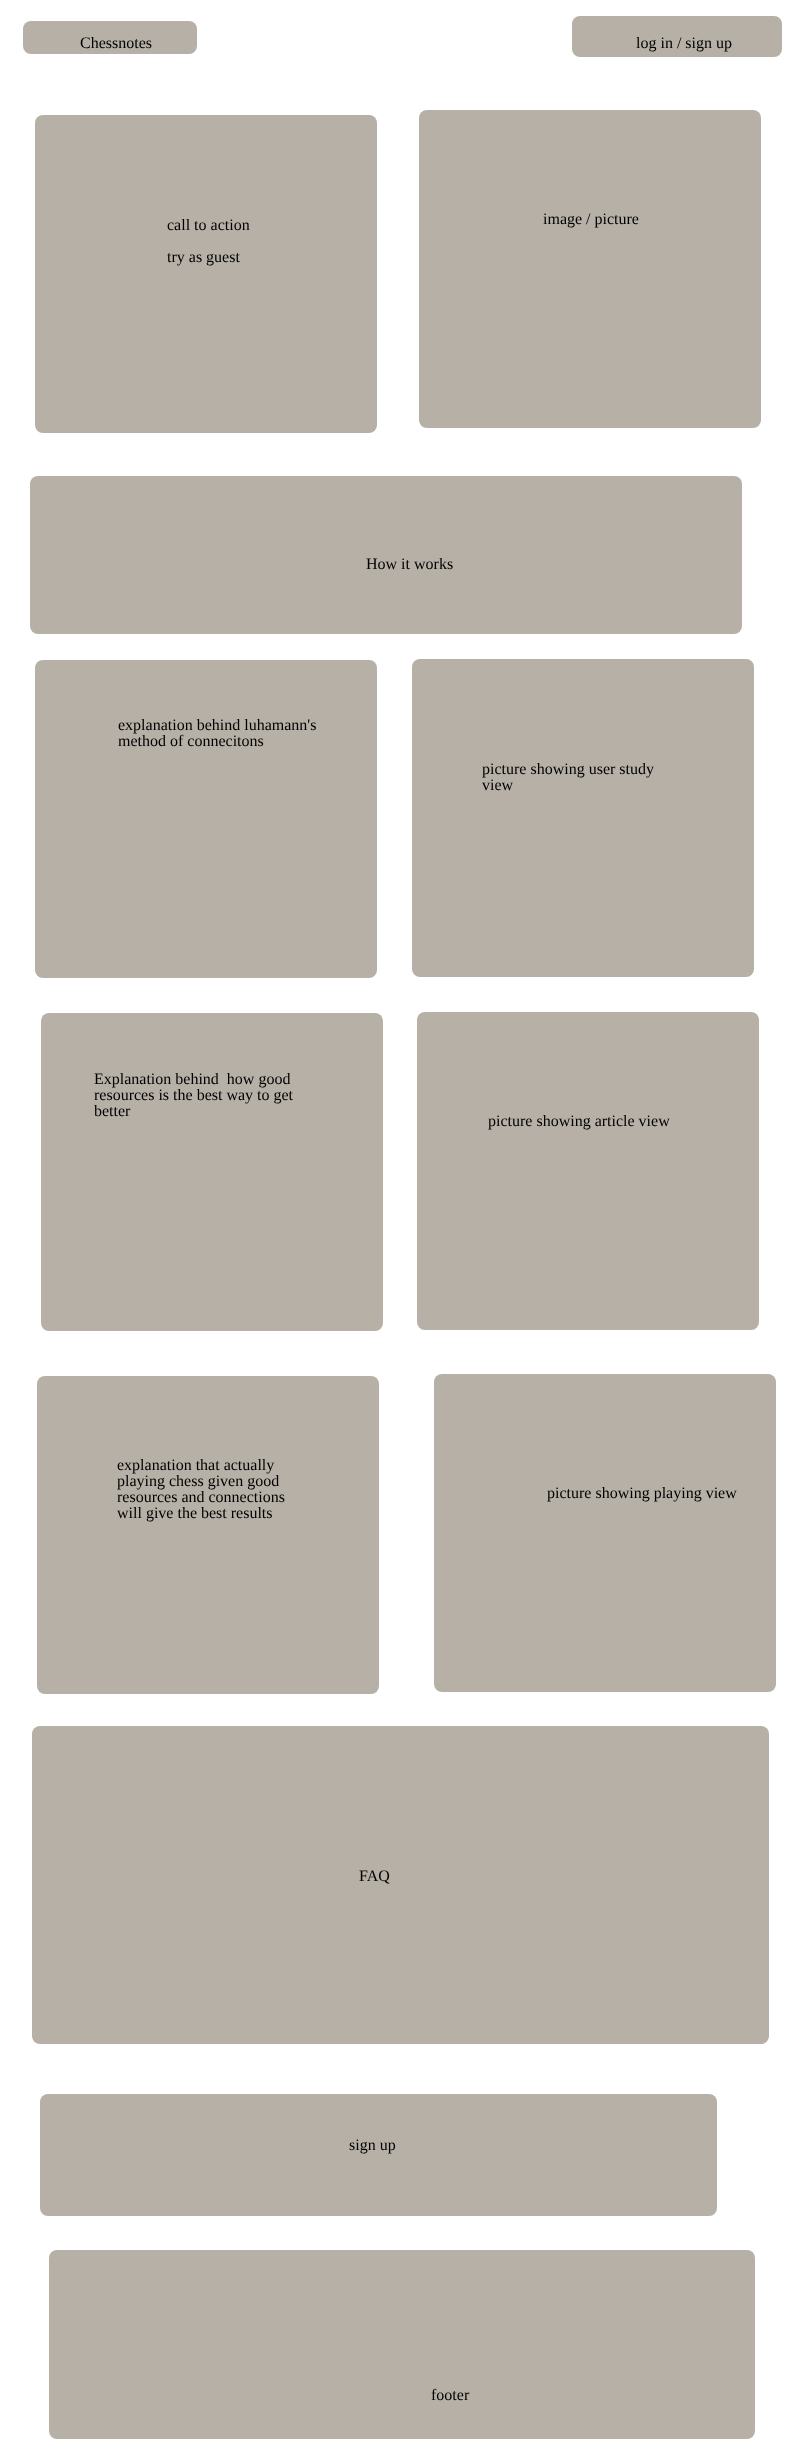 Chessnotes
log in / sign up
call to action
try as guest
image / picture
How it works
explanation behind luhamann's
method of connecitons
picture showing user study
view
Explanation behind  how good
resources is the best way to get
better
picture showing article view
explanation that actually
playing chess given good
resources and connections
will give the best results
picture showing playing view
FAQ
sign up
footer